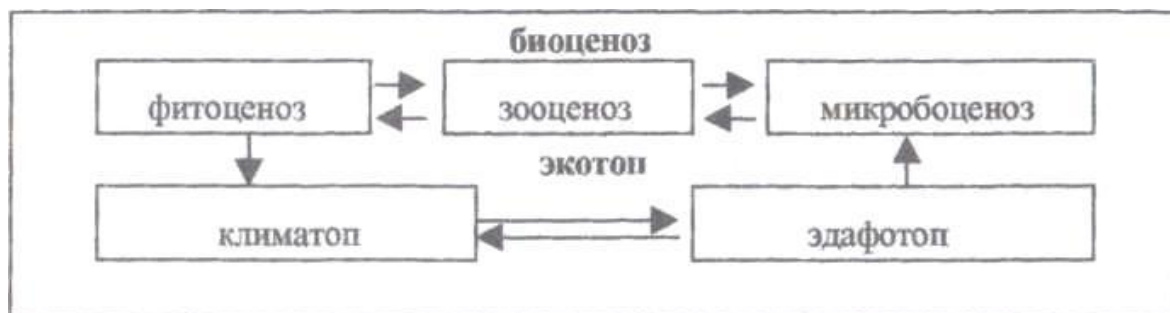 биоценоз
фитоценоз зооценоз микробоценоз
экотоп
климатоп эдафотоп